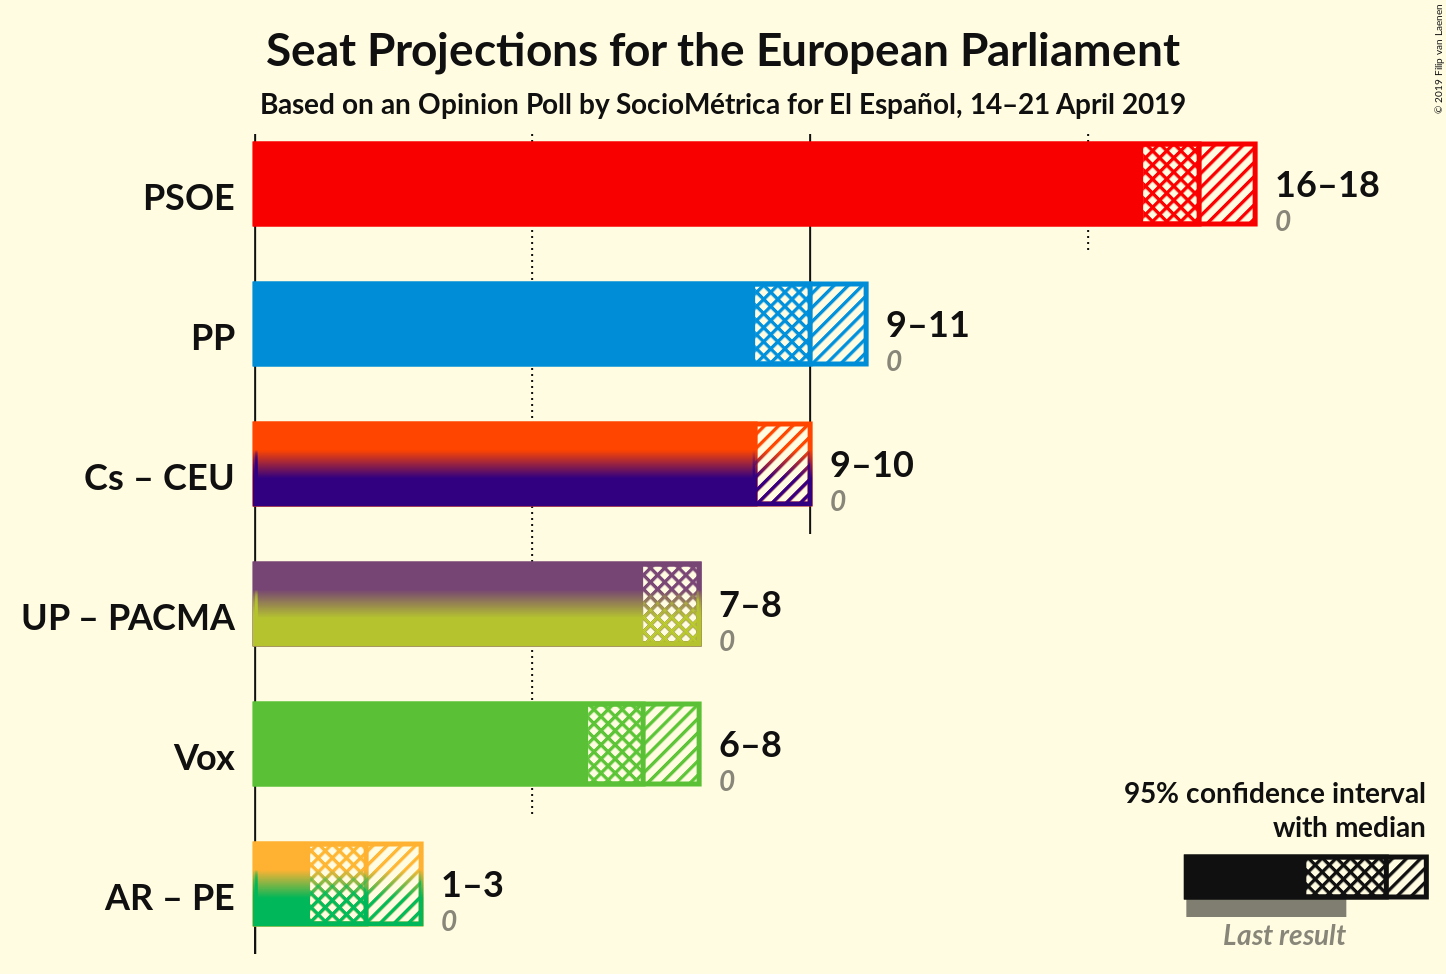 Seat Projections for the European Parliament
Based on an Opinion Poll by SocioMétrica for El Español, 14–21 April 2019
© 2019 Filip van Laenen
PSOE
16–18
0
PP
9–11
0
Cs – CEU
9–10
0
UP – PACMA
7–8
0
Vox
6–8
0
AR – PE
1–3
0
95% confidence interval
with median
Last result